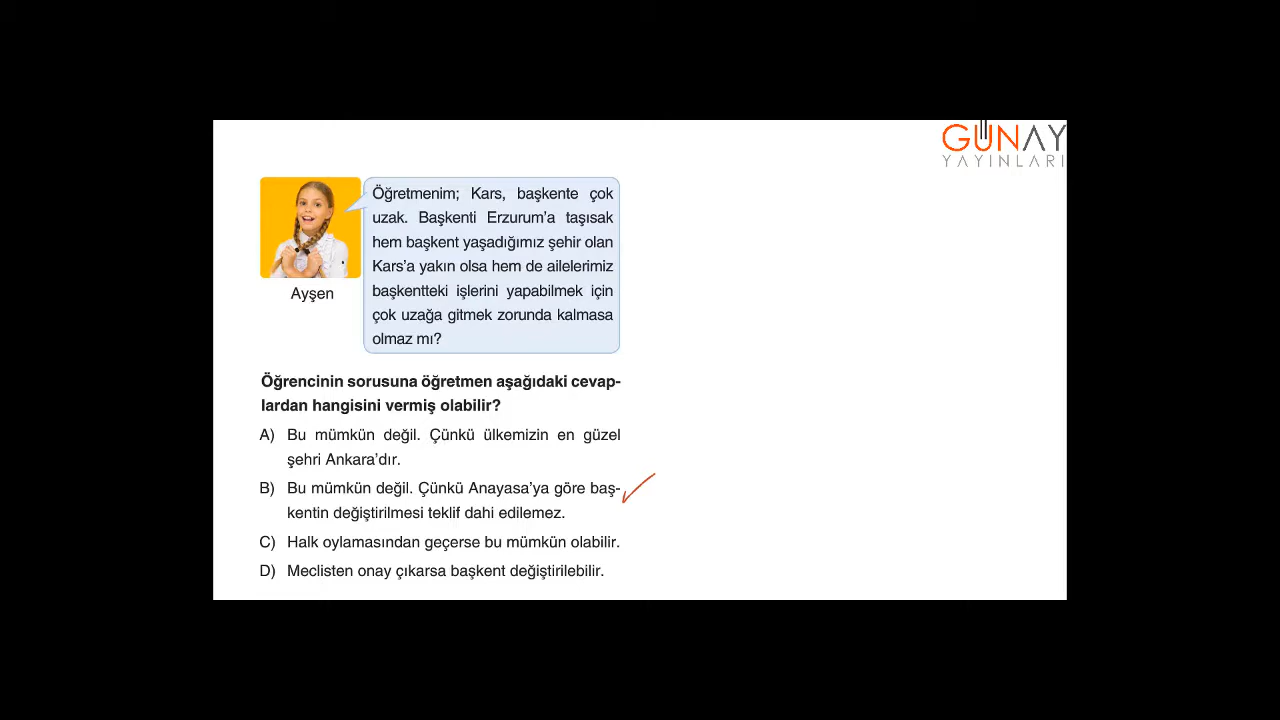 GÜNAY
YAYINLARI
Öğretmenim; Kars, başkente çok
uzak. Başkenti Erzurum'a taşısak
hem başkent yaşadığımız şehir olan
Kars'a yakın olsa hem de ailelerimiz
başkentteki işlerini yapabilmek için
çok uzağa gitmek zorunda kalmasa
olmaz mı?
Ayşen
Öğrencinin sorusuna öğretmen aşağıdaki cevap-
lardan hangisini vermiş olabilir?
A) Bu mümkün değil. Çünkü ülkemizin en güzel
şehri Ankara'dır.
B) Bu mümkün değil. Çünkü Anayasa'ya göre baş-
kentin değiştirilmesi teklif dahi edilemez.
C) Halk oylamasından geçerse bu mümkün olabilir.
D) Meclisten onay çıkarsa başkent değiştirilebilir.